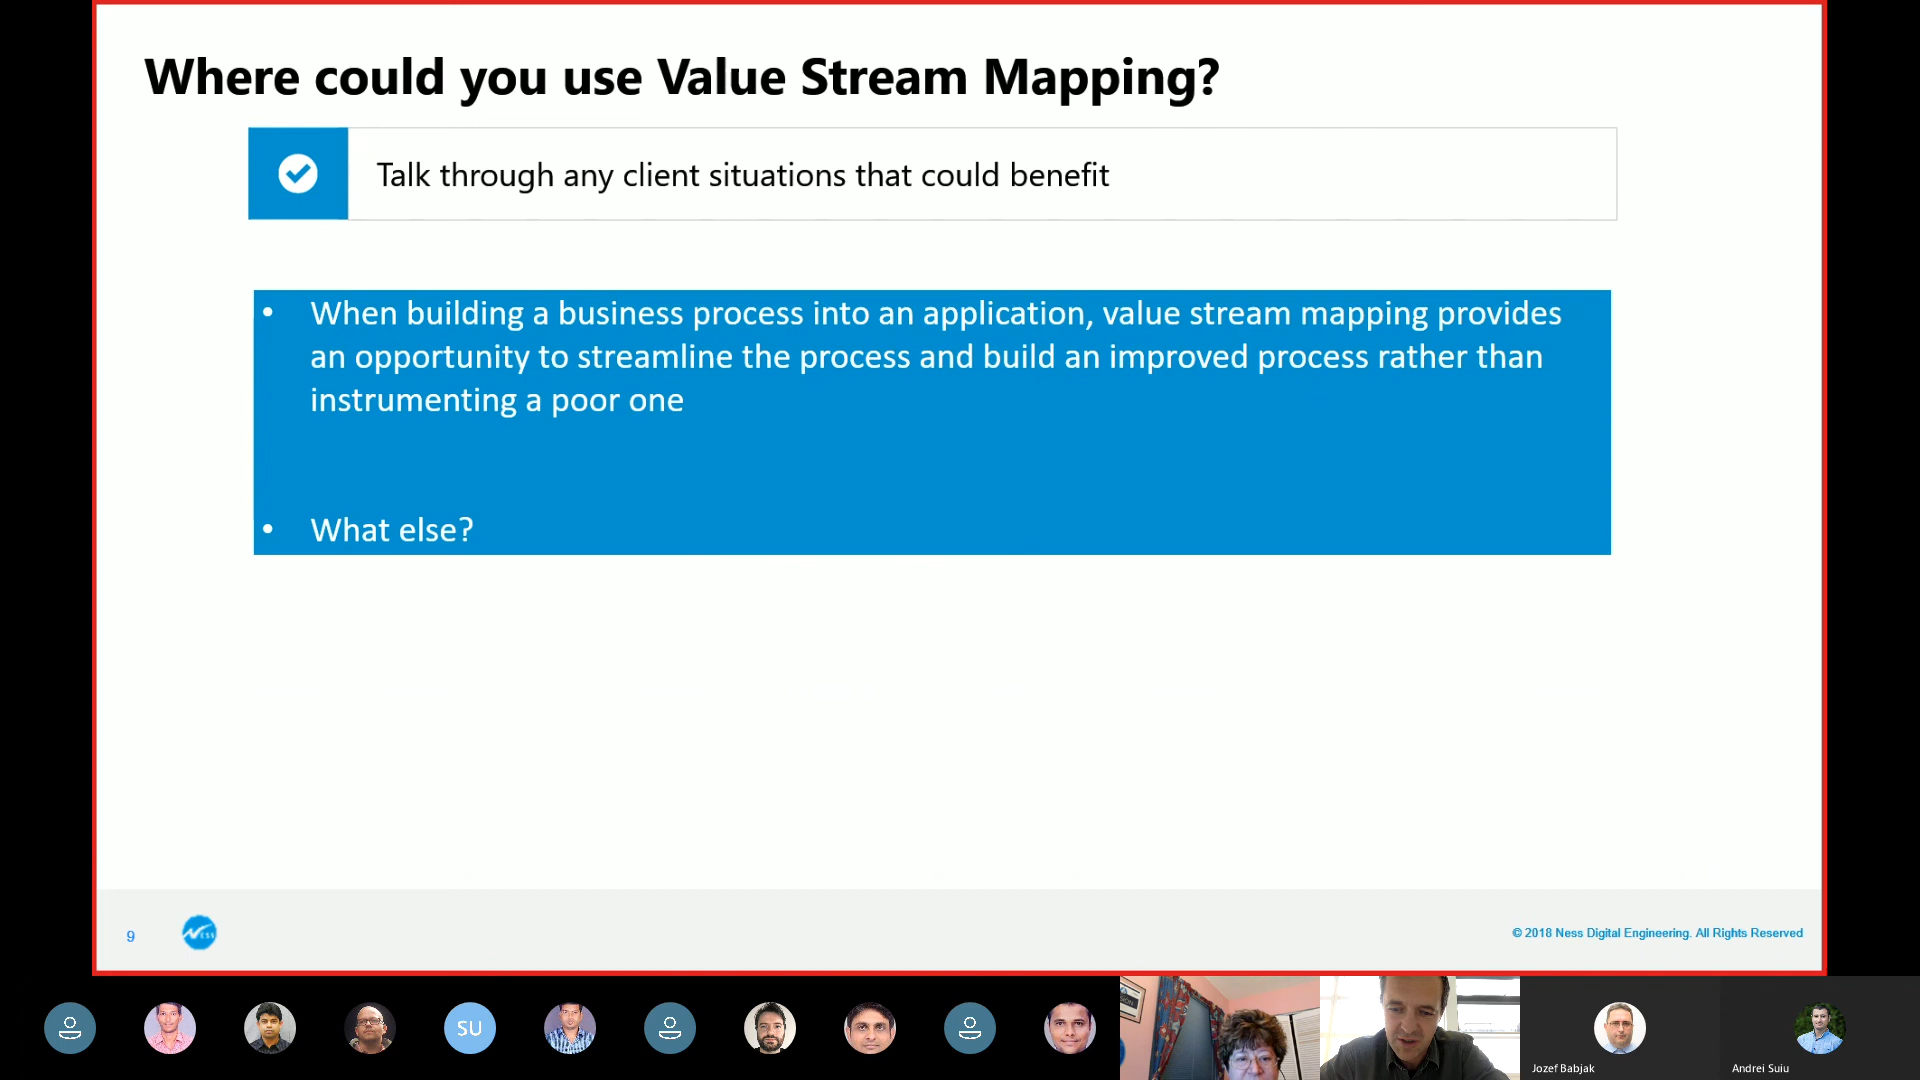 Where could you use Value Stream Mapping?
Talk through any client situations that could benefit
• When building a business process into an application, value stream mapping provides
an opportunity to streamline the process and build an improved process rather than
instrumenting a poor one
• What else?
9
NESS
© 2018 Ness Digital Engineering. All Rights Reserved
SU
Jozef Babjak
Andrei Suiu